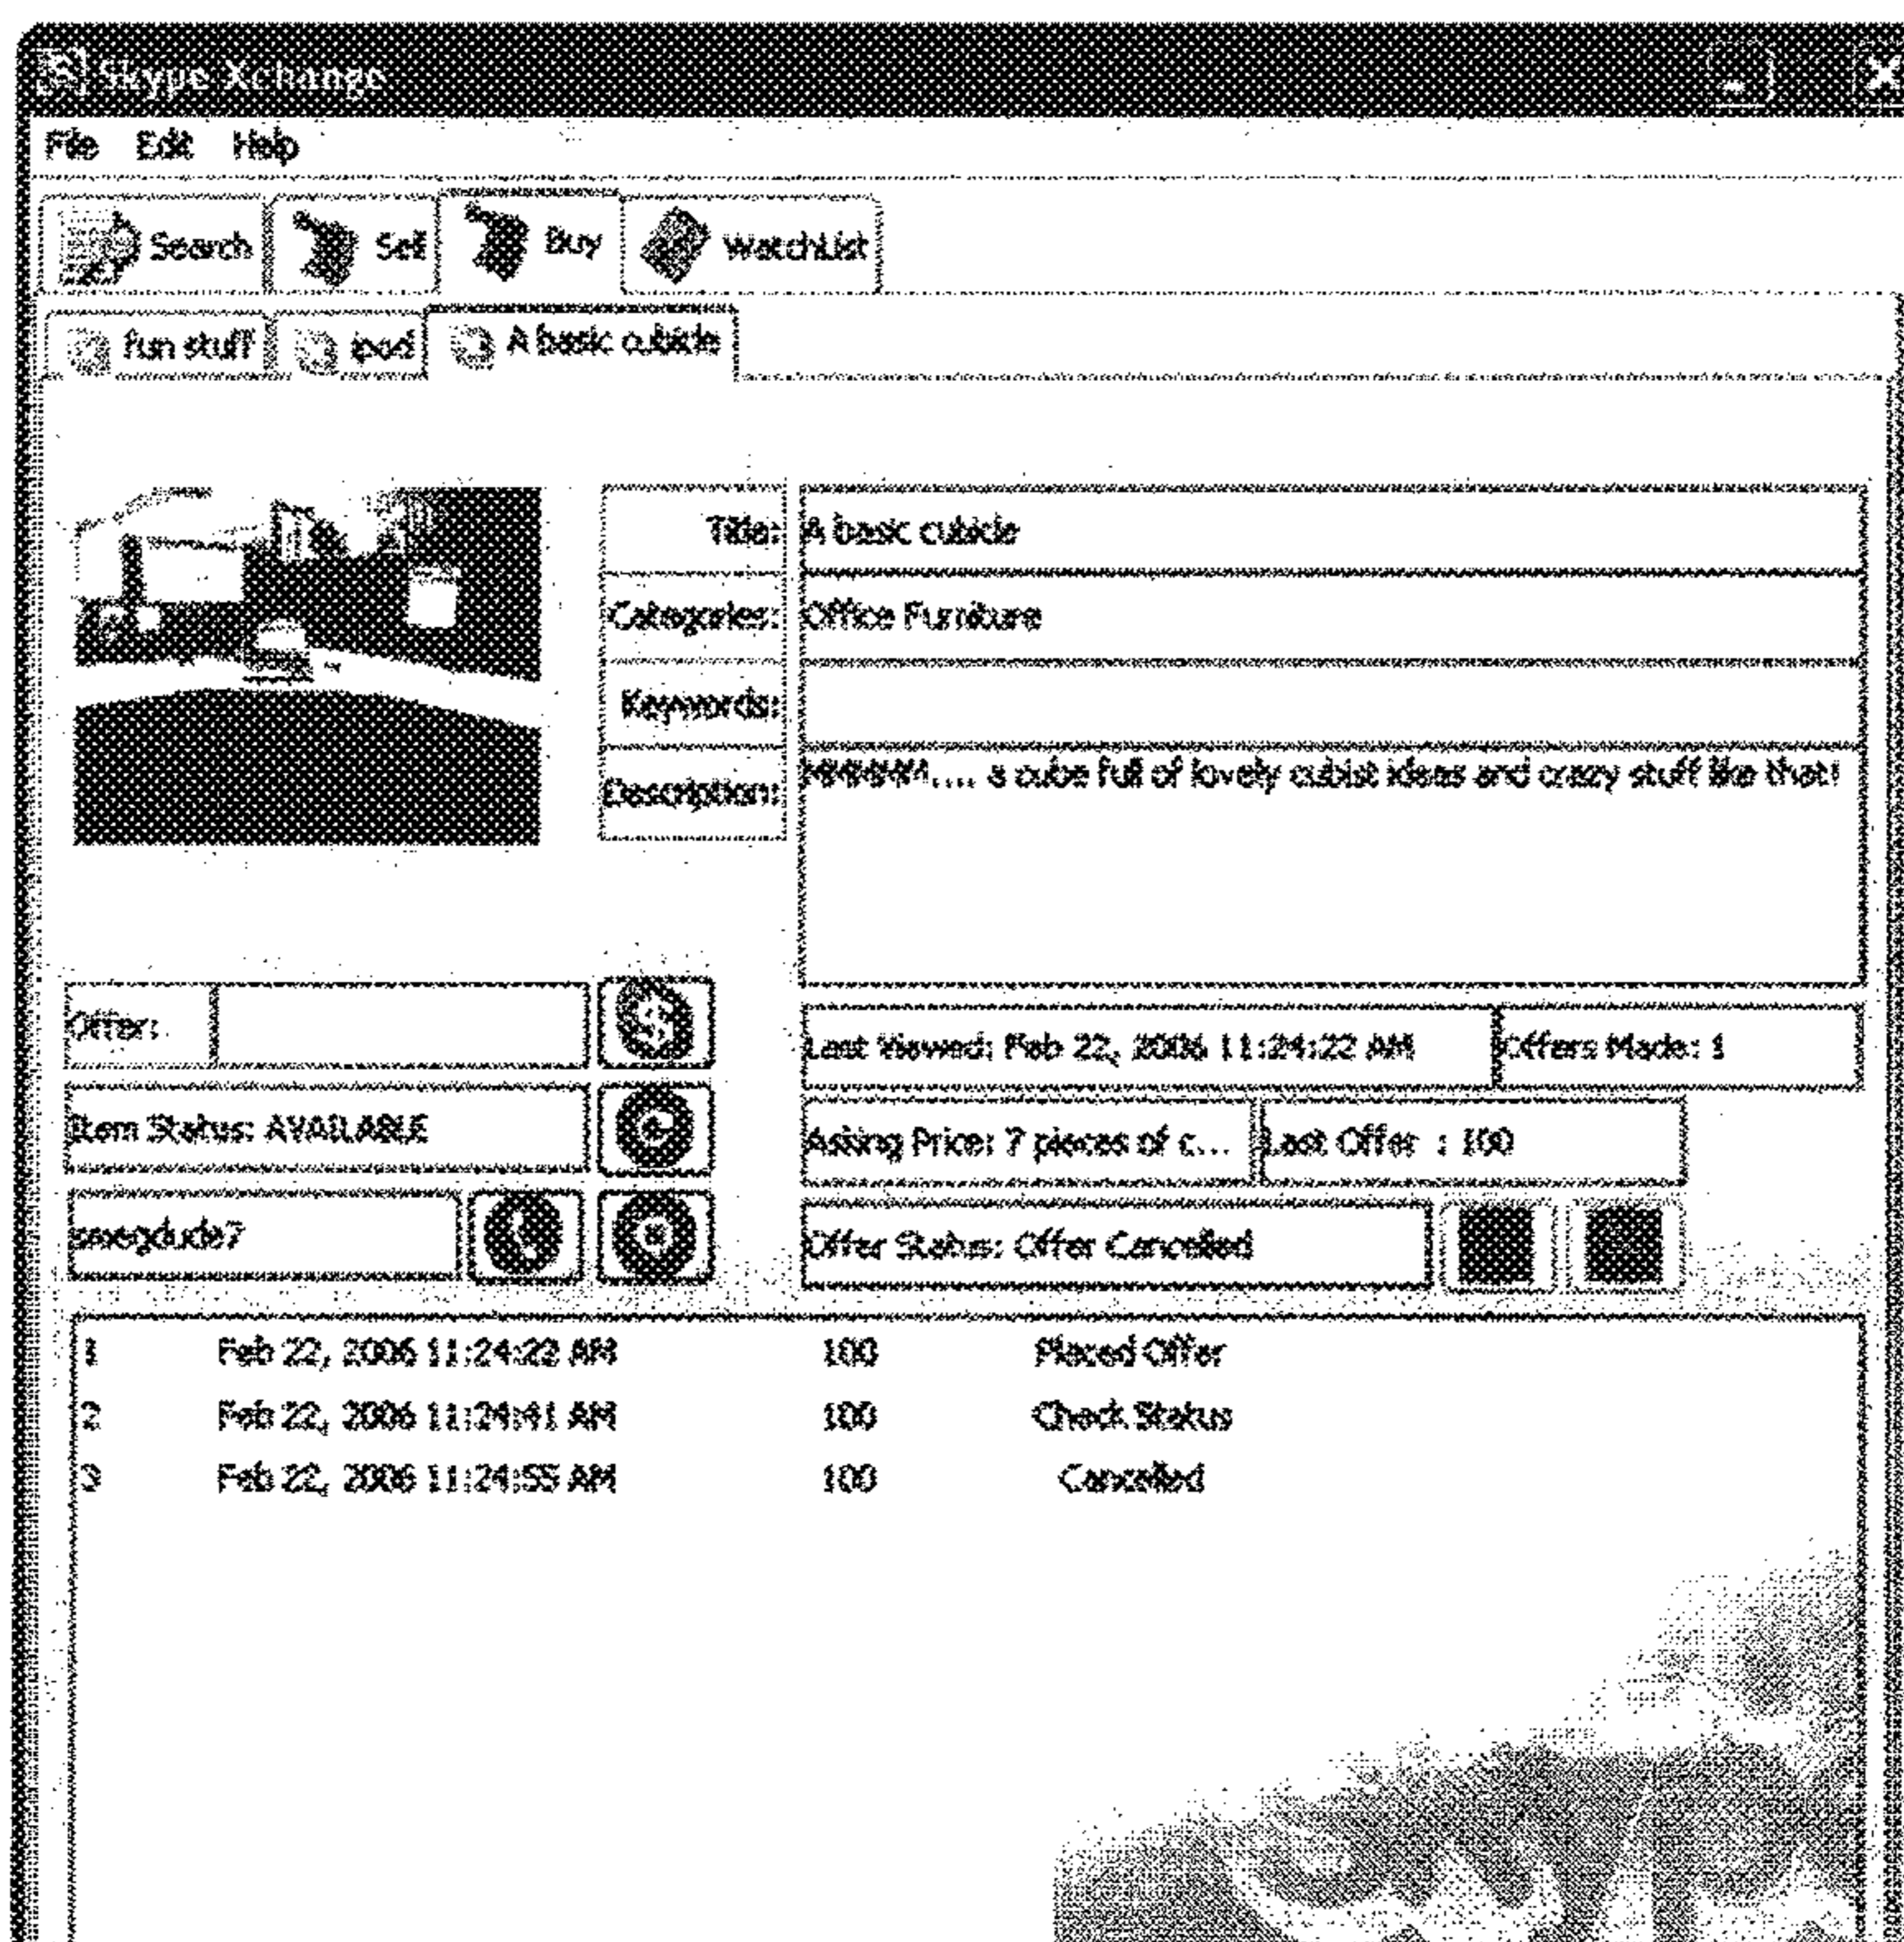 Skype Xchange
File Edit Help
Search Sell Buy WatchList
fun stuff ipod A basic cubicle
Title: A basic cubicle
Categories: Office Furniture
Keywords:
Description: MMMMM.... a cube full of lovely cubist ideas and crazy stuff like that!
Offer:
Last Viewed: Feb 22, 2006 11:24:22 AM Offers Made: 1
Item Status: AVAILABLE
Asking Price: 7 pieces of c... Last Offer : 100
smegdude7
Offer Status: Offer Cancelled
1 Feb 22, 2006 11:24:22 AM 100 Placed Offer
2 Feb 22, 2006 11:24:41 AM 100 Check Status
3 Feb 22, 2006 11:24:55 AM 100 Cancelled